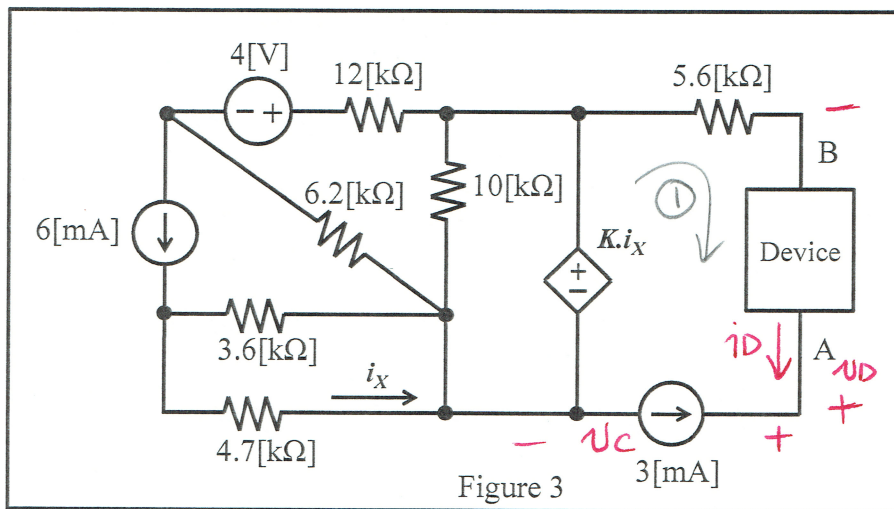 4[V]
12[kΩ]
5.6[kΩ]
−
− +
B
6.2[kΩ]
10[kΩ]
①
6[mA]
K.iX
Device
+
−
3.6[kΩ]
iD
A
vD
iX
+
− vC +
4.7[kΩ]
3[mA]
Figure 3